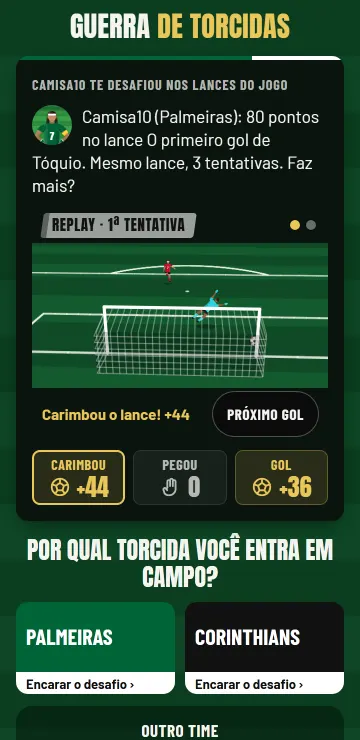 GUERRA DE TORCIDAS
CAMISA10 TE DESAFIOU NOS LANCES DO JOGO
7
Camisa10 (Palmeiras): 80 pontos
no lance O primeiro gol de
Tóquio. Mesmo lance, 3 tentativas. Faz
mais?
REPLAY · 1ª TENTATIVA
Carimbou o lance! +44
PRÓXIMO GOL
CARIMBOU
+44
PEGOU
0
GOL
+36
POR QUAL TORCIDA VOCÊ ENTRA EM
CAMPO?
PALMEIRAS
Encarar o desafio ›
CORINTHIANS
Encarar o desafio ›
OUTRO TIME